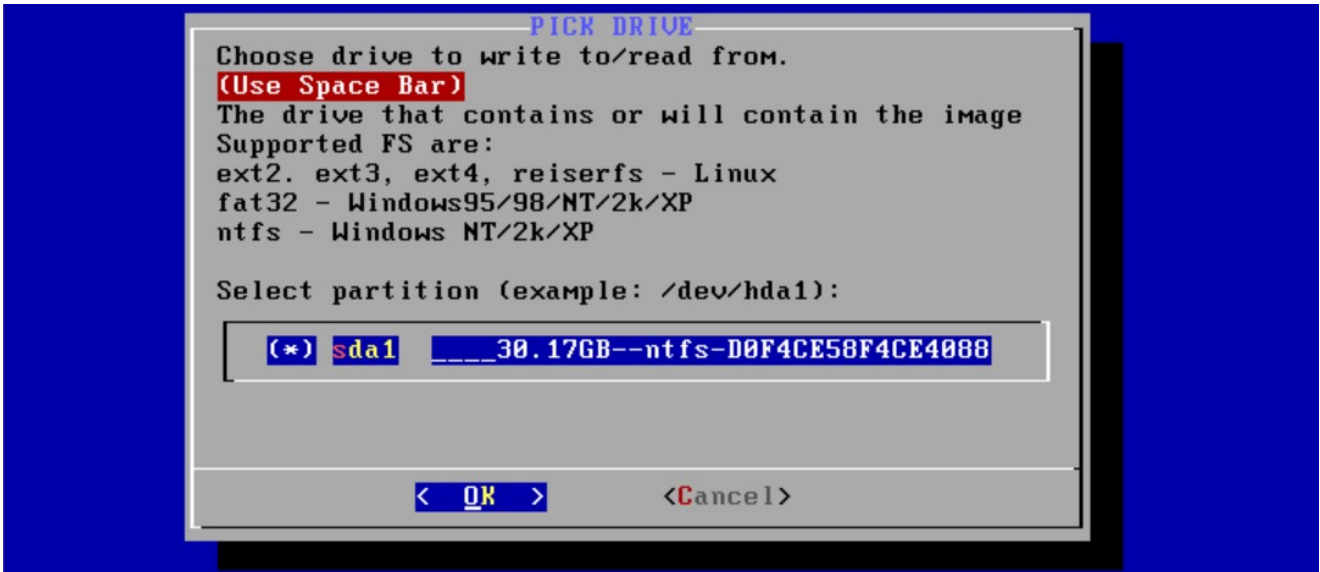 PICK DRIVE
Choose drive to write to/read from.
(Use Space Bar)
The drive that contains or will contain the image
Supported FS are:
ext2. ext3, ext4, reiserfs - Linux
fat32 - Windows95/98/NT/2k/XP
ntfs - Windows NT/2k/XP
Select partition (example: /dev/hda1):
(*) sda1 ____30.17GB--ntfs-D0F4CE58F4CE4088
< OK > <Cancel>